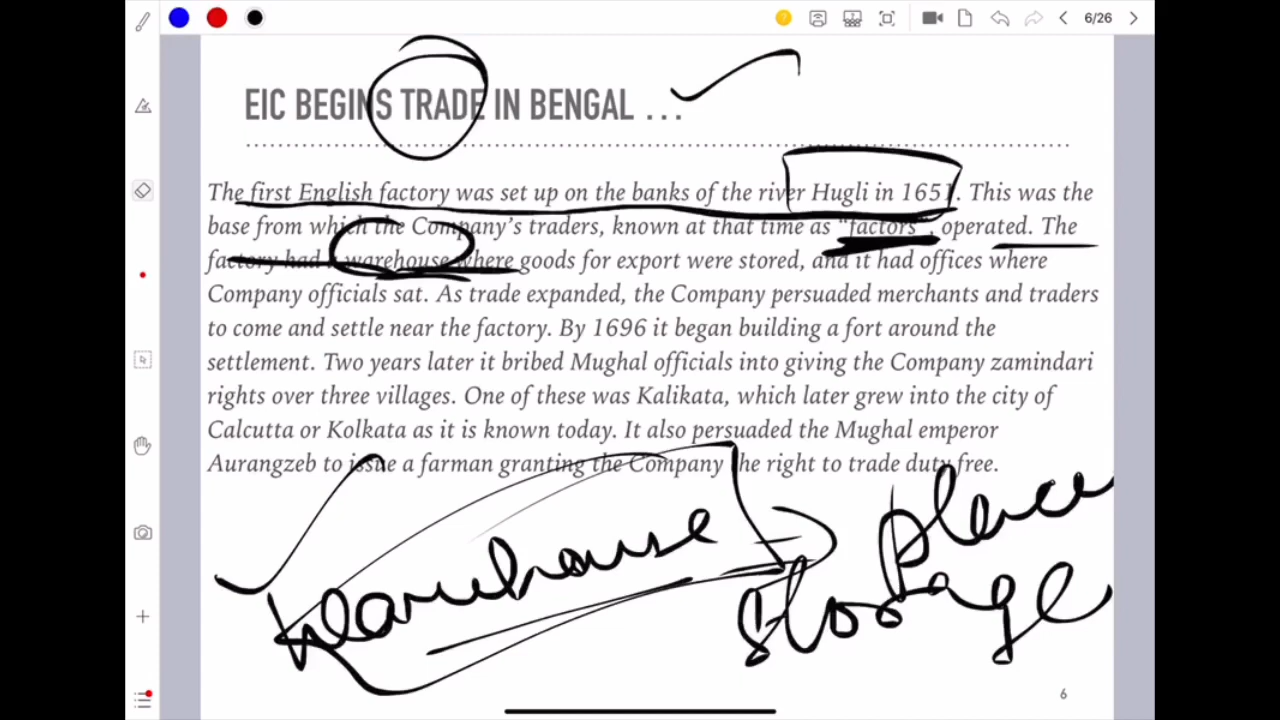 6/26
EIC BEGINS TRADE IN BENGAL ...
The first English factory was set up on the banks of the river Hugli in 1651. This was the
base from which the Company's traders, known at that time as "factors", operated. The
factory had a warehouse where goods for export were stored, and it had offices where
Company officials sat. As trade expanded, the Company persuaded merchants and traders
to come and settle near the factory. By 1696 it began building a fort around the
settlement. Two years later it bribed Mughal officials into giving the Company zamindari
rights over three villages. One of these was Kalikata, which later grew into the city of
Calcutta or Kolkata as it is known today. It also persuaded the Mughal emperor
Aurangzeb to issue a farman granting the Company the right to trade duty free.
warehouse place
storage
6